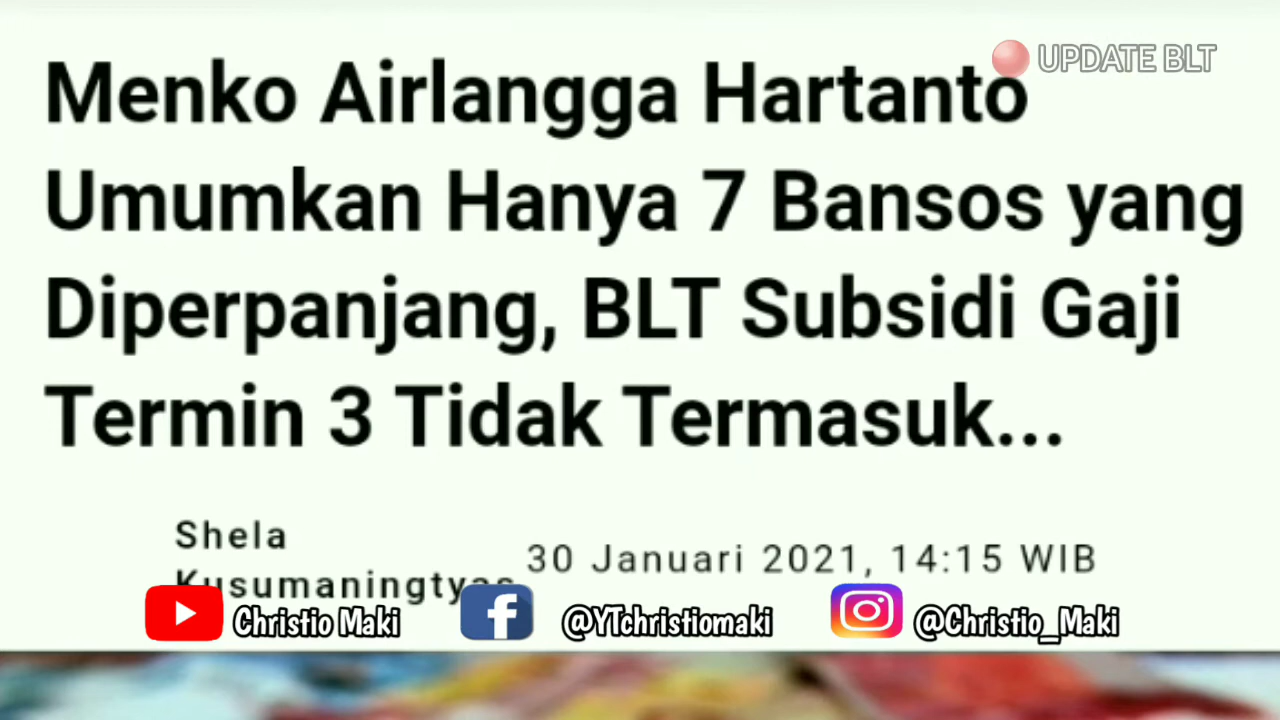 UPDATE BLT
Menko Airlangga Hartanto
Umumkan Hanya 7 Bansos yang
Diperpanjang, BLT Subsidi Gaji
Termin 3 Tidak Termasuk...
Shela
Kusumaningtyas
30 Januari 2021, 14:15 WIB
Christio Maki
@YTchristiomaki
@Christio_Maki